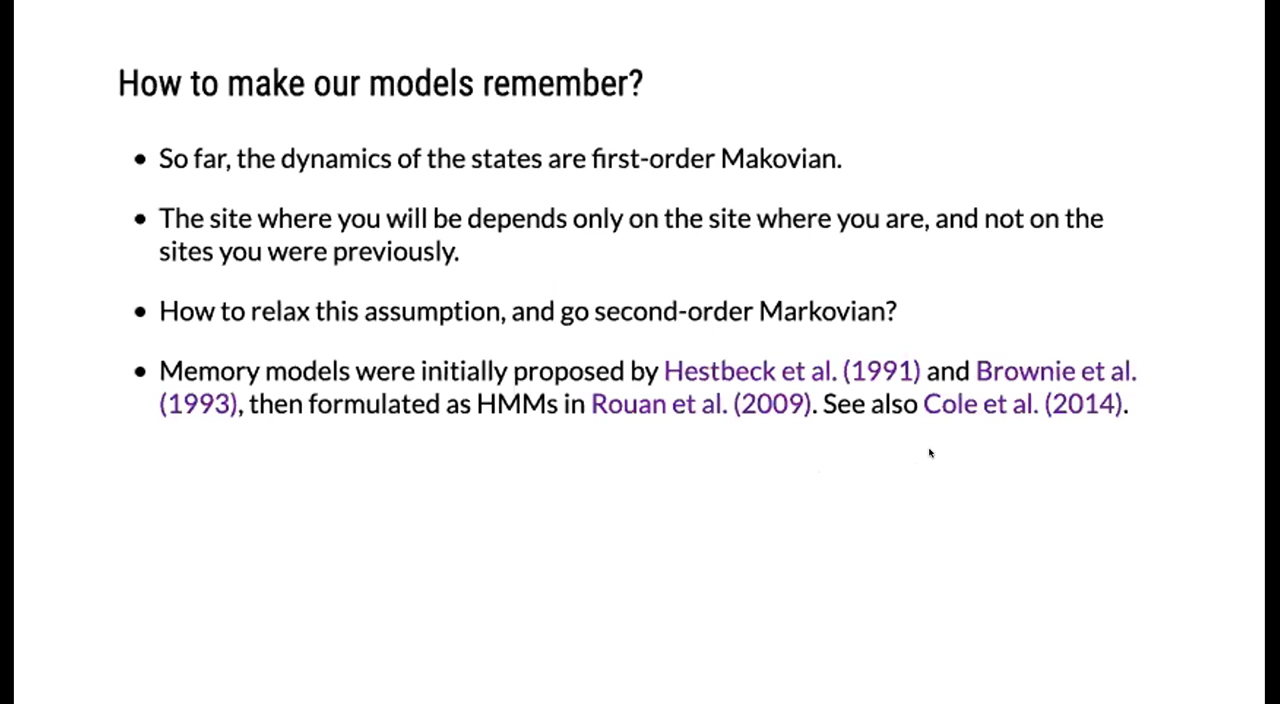 How to make our models remember?
• So far, the dynamics of the states are first-order Makovian.
• The site where you will be depends only on the site where you are, and not on the
sites you were previously.
• How to relax this assumption, and go second-order Markovian?
• Memory models were initially proposed by Hestbeck et al. (1991) and Brownie et al.
(1993), then formulated as HMMs in Rouan et al. (2009). See also Cole et al. (2014).